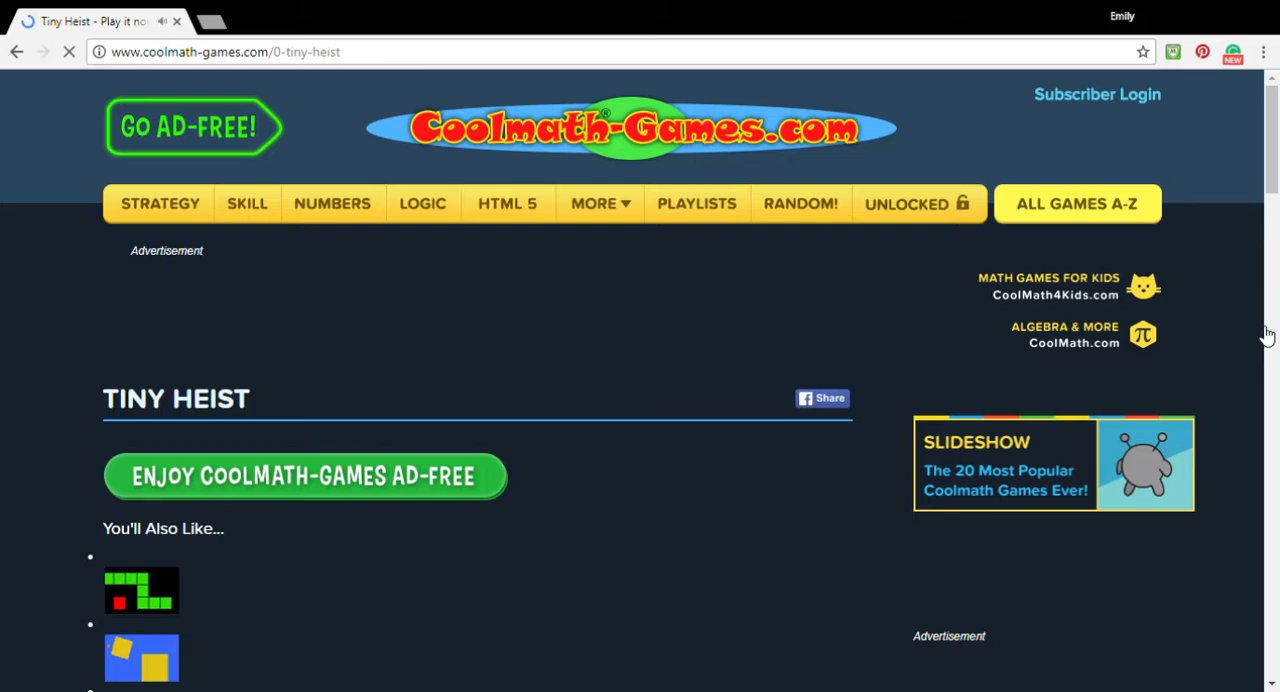 Emily
Tiny Heist - Play it no
www.coolmath-games.com/0-tiny-heist
NEW
Subscriber Login
GO AD-FREE!
Coolmath-Games.com
®
STRATEGY SKILL NUMBERS LOGIC HTML 5 MORE PLAYLISTS RANDOM! UNLOCKED ALL GAMES A-Z
Advertisement
MATH GAMES FOR KIDS
CoolMath4Kids.com
ALGEBRA & MORE
CoolMath.com
π
TINY HEIST
Share
SLIDESHOW
The 20 Most Popular
Coolmath Games Ever!
ENJOY COOLMATH-GAMES AD-FREE
You'll Also Like...
Advertisement